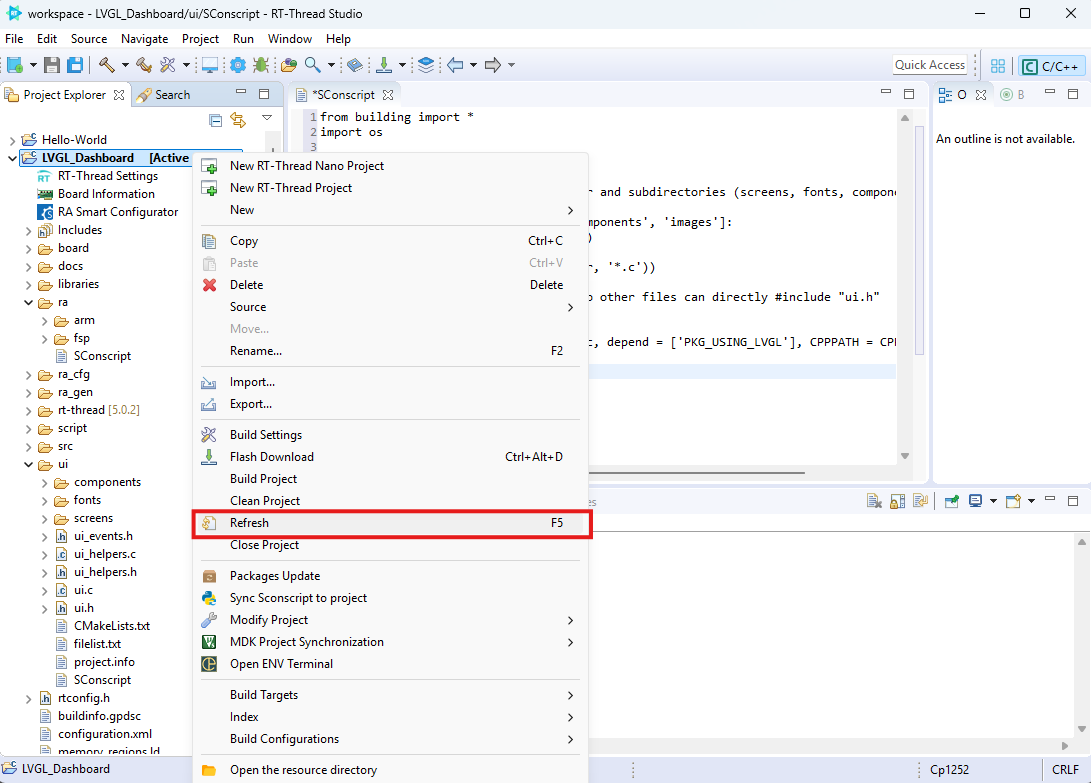 workspace - LVGL_Dashboard/ui/SConscript - RT-Thread Studio
File Edit Source Navigate Project Run Window Help
Quick Access
C/C++
Project Explorer
Search
*SConscript
O
B
Hello-World
LVGL_Dashboard [Active
RT-Thread Settings
Board Information
RA Smart Configurator
Includes
board
docs
libraries
ra
arm
fsp
SConscript
ra_cfg
ra_gen
rt-thread [5.0.2]
script
src
ui
components
fonts
screens
ui_events.h
ui_helpers.c
ui_helpers.h
ui.c
ui.h
CMakeLists.txt
filelist.txt
project.info
SConscript
rtconfig.h
buildinfo.gpdsc
configuration.xml
memory_regions.ld
1 from building import *
2 import os
3
r and subdirectories (screens, fonts, compon
mponents', 'images']:
)
r, '*.c'))
o other files can directly #include "ui.h"
c, depend = ['PKG_USING_LVGL'], CPPPATH = CPI
An outline is not available.
New RT-Thread Nano Project
New RT-Thread Project
New
Copy Ctrl+C
Paste Ctrl+V
Delete Delete
Source
Move...
Rename... F2
Import...
Export...
Build Settings
Flash Download Ctrl+Alt+D
Build Project
Clean Project
Refresh F5
Close Project
Packages Update
Sync Sconscript to project
Modify Project
MDK Project Synchronization
Open ENV Terminal
Build Targets
Index
Build Configurations
Open the resource directory
es
LVGL_Dashboard
Cp1252
CRLF